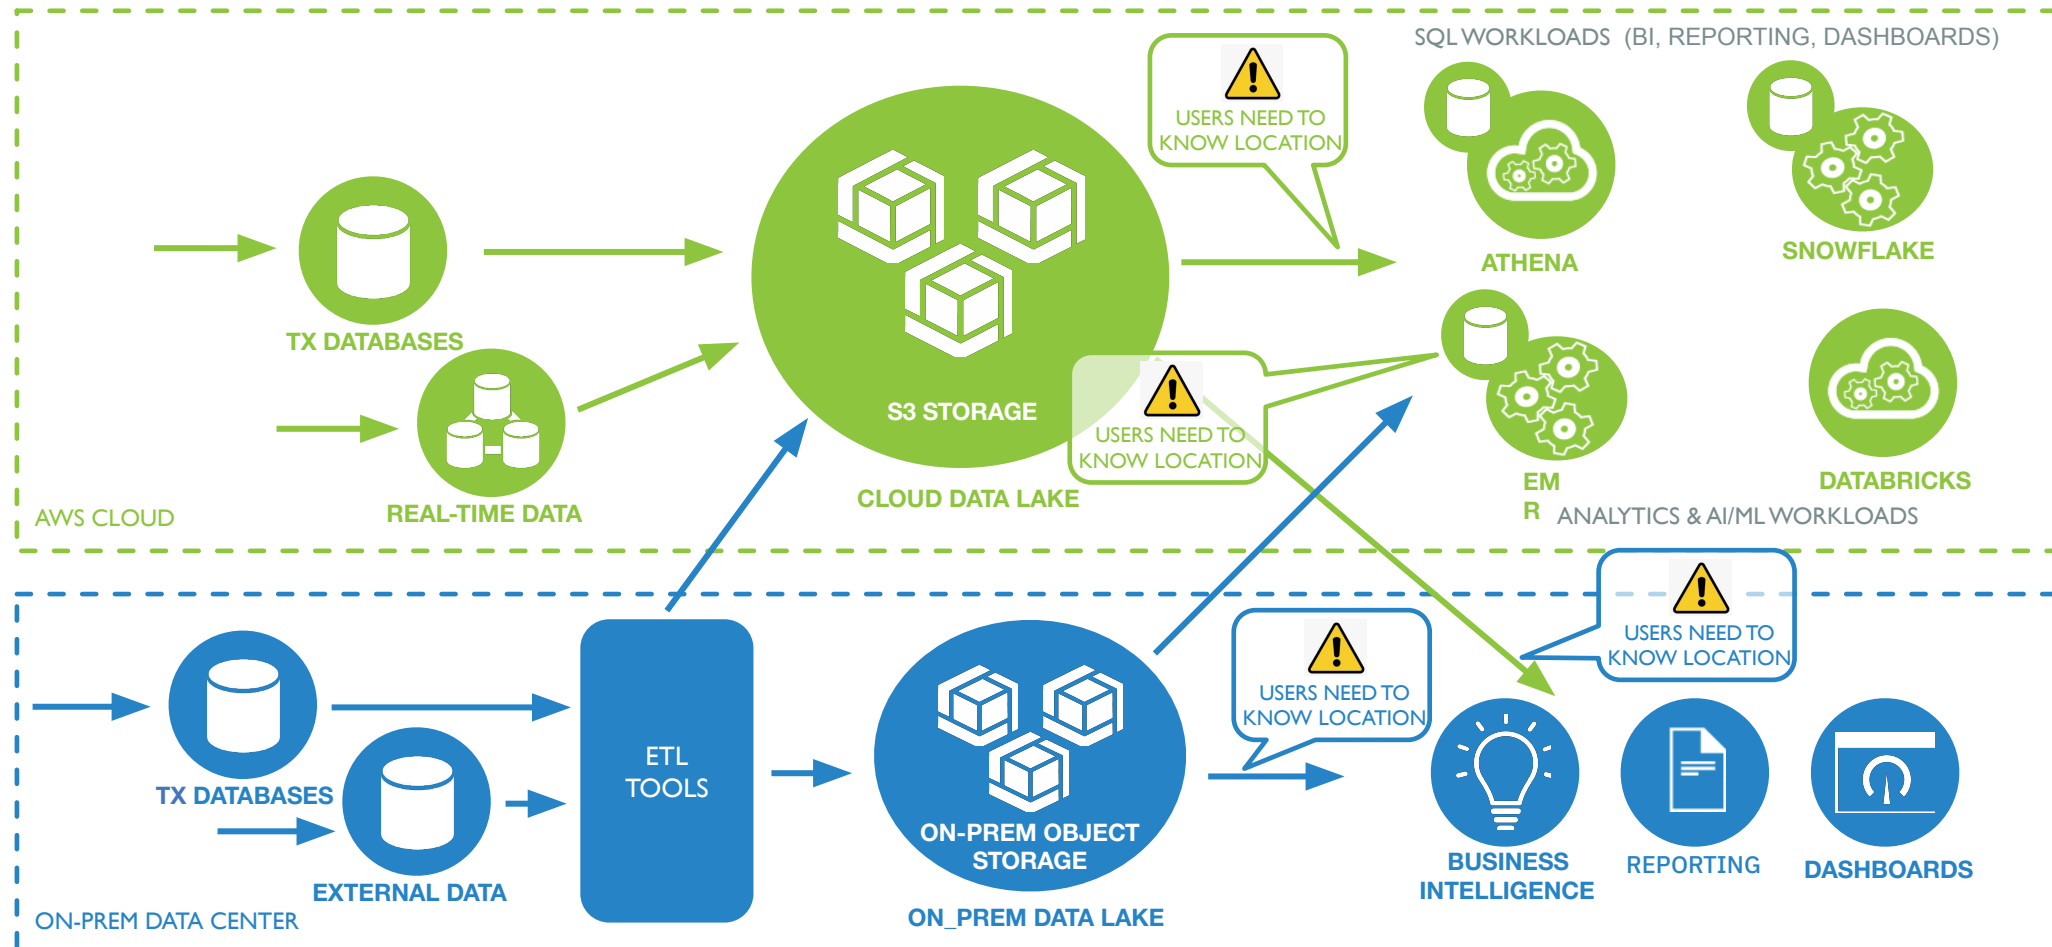 SQL WORKLOADS (BI, REPORTING, DASHBOARDS)
USERS NEED TO
KNOW LOCATION
ATHENA
SNOWFLAKE
TX DATABASES
S3 STORAGE
USERS NEED TO
KNOW LOCATION
CLOUD DATA LAKE
EM
R
DATABRICKS
REAL-TIME DATA
AWS CLOUD
ANALYTICS & AI/ML WORKLOADS
USERS NEED TO
KNOW LOCATION
USERS NEED TO
KNOW LOCATION
ETL
TOOLS
TX DATABASES
ON-PREM OBJECT
STORAGE
BUSINESS
INTELLIGENCE
REPORTING
DASHBOARDS
EXTERNAL DATA
ON-PREM DATA CENTER
ON_PREM DATA LAKE